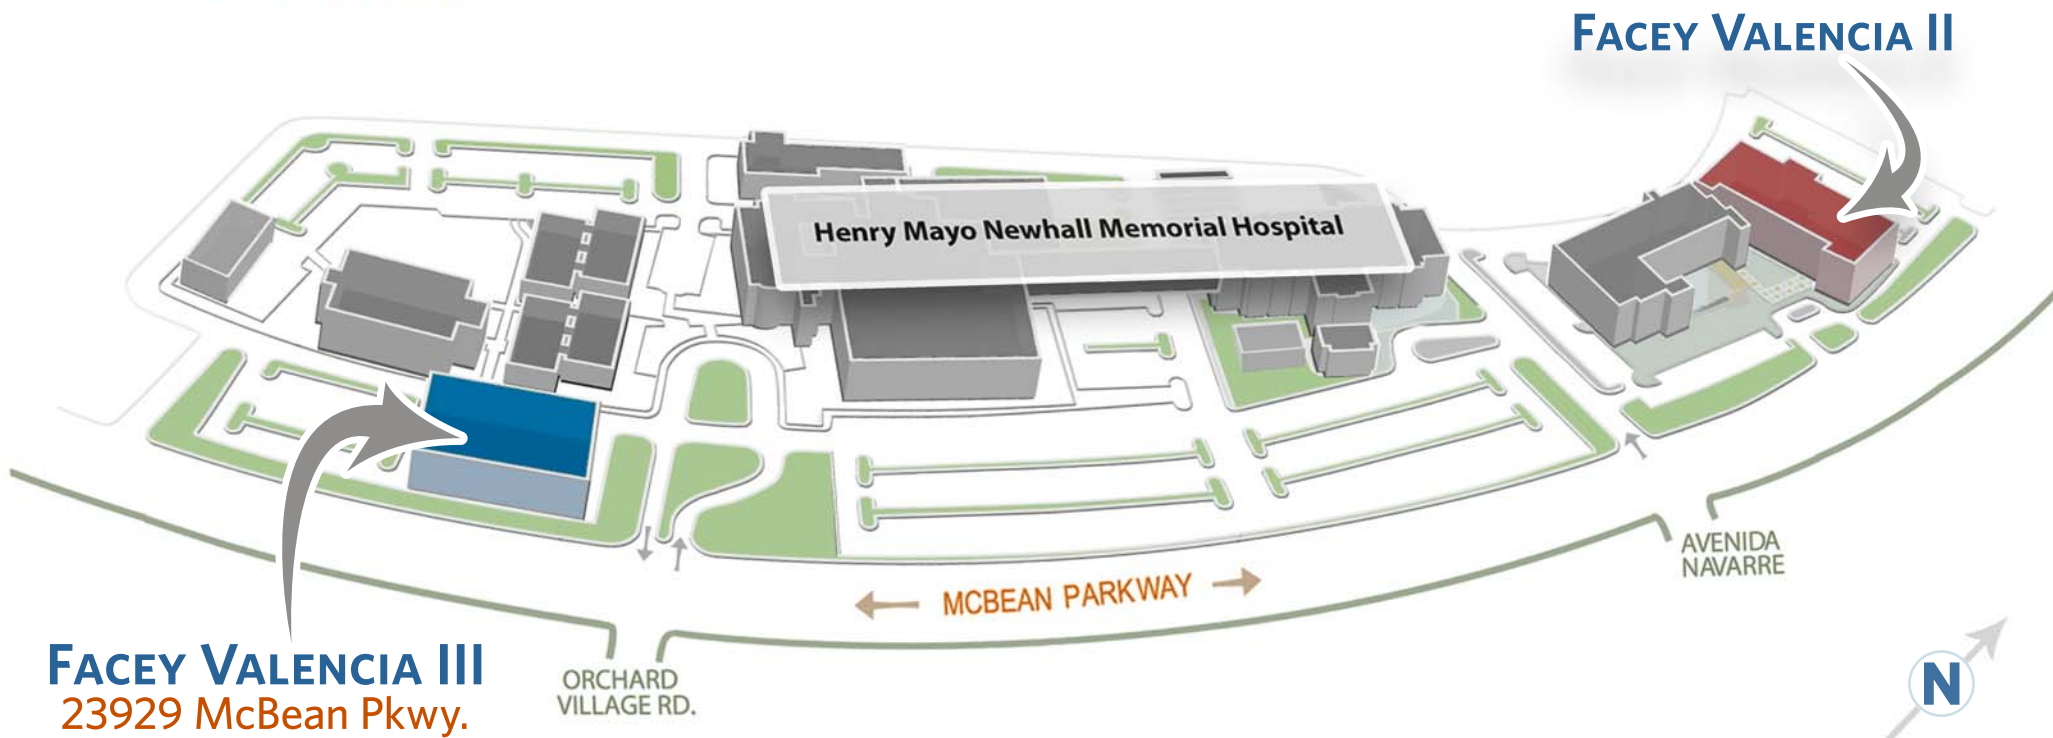 FACEY VALENCIA II
Henry Mayo Newhall Memorial Hospital
AVENIDA
NAVARRE
MCBEAN PARKWAY
FACEY VALENCIA III
23929 McBean Pkwy.
ORCHARD
VILLAGE RD.
N